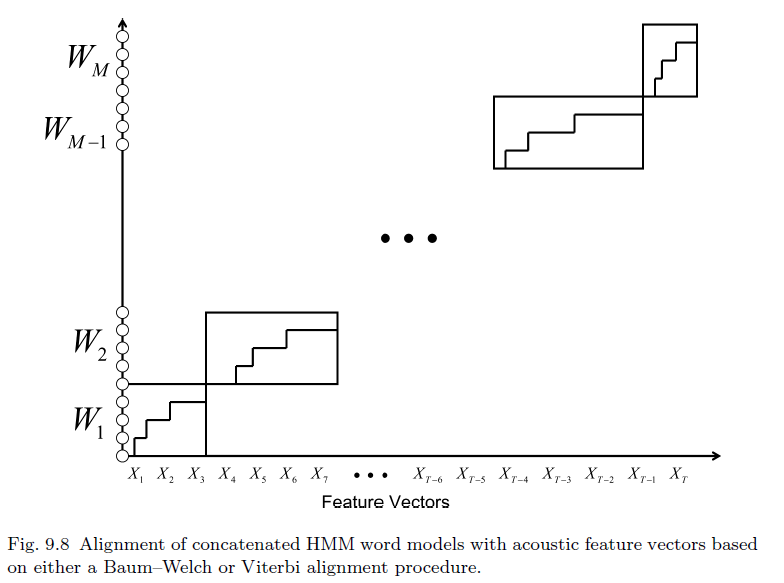 W_M
W_{M−1}
• • •
W_2
W_1
X_1 X_2 X_3 X_4 X_5 X_6 X_7 • • • X_{T−6} X_{T−5} X_{T−4} X_{T−3} X_{T−2} X_{T−1} X_T
Feature Vectors
Fig. 9.8 Alignment of concatenated HMM word models with acoustic feature vectors based
on either a Baum–Welch or Viterbi alignment procedure.